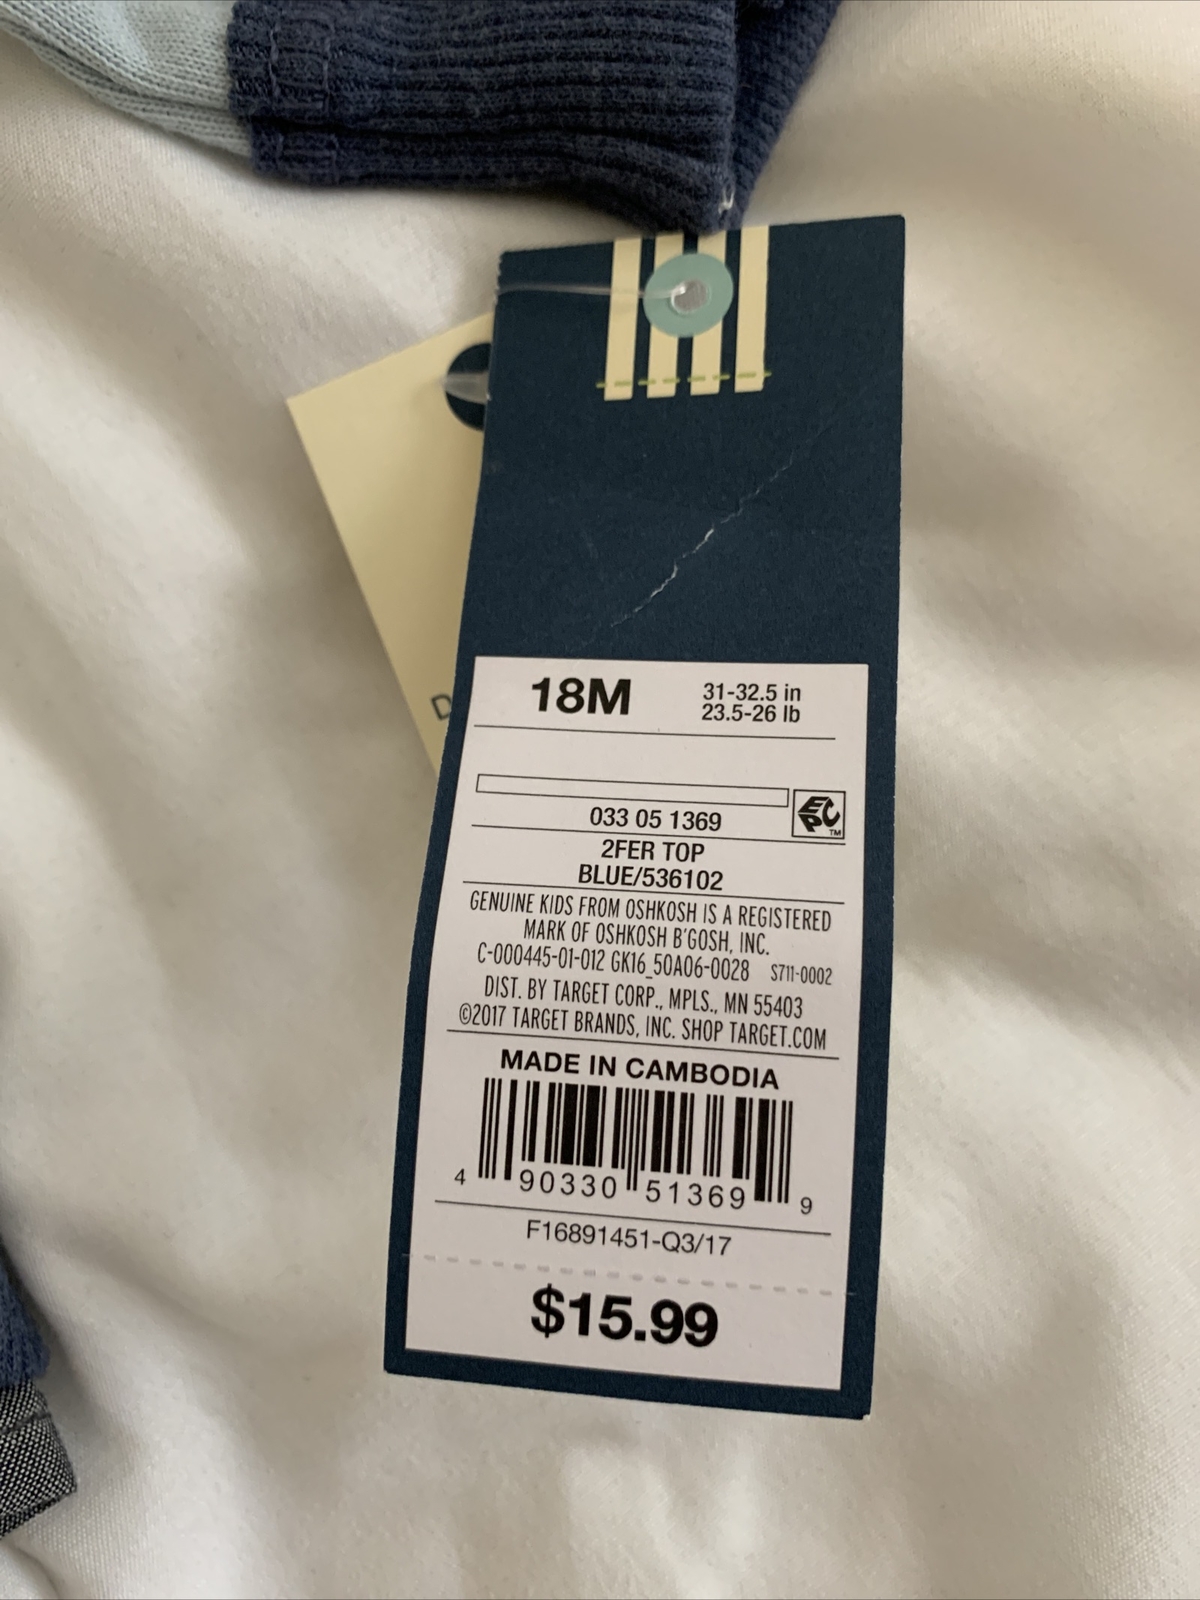 18M
31-32.5 in
23.5-26 lb
033 05 1369
EPC™
2FER TOP
BLUE/536102
GENUINE KIDS FROM OSHKOSH IS A REGISTERED
MARK OF OSHKOSH B'GOSH, INC.
C-000445-01-012 GK16_50A06-0028 S711-0002
DIST. BY TARGET CORP., MPLS., MN 55403
©2017 TARGET BRANDS, INC. SHOP TARGET.COM
MADE IN CAMBODIA
4 90330 51369 9
F16891451-Q3/17
$15.99